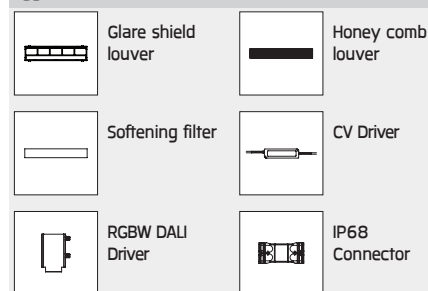 Glare shield
louver
Honey comb
louver
Softening filter
CV Driver
RGBW DALI
Driver
IP68
Connector